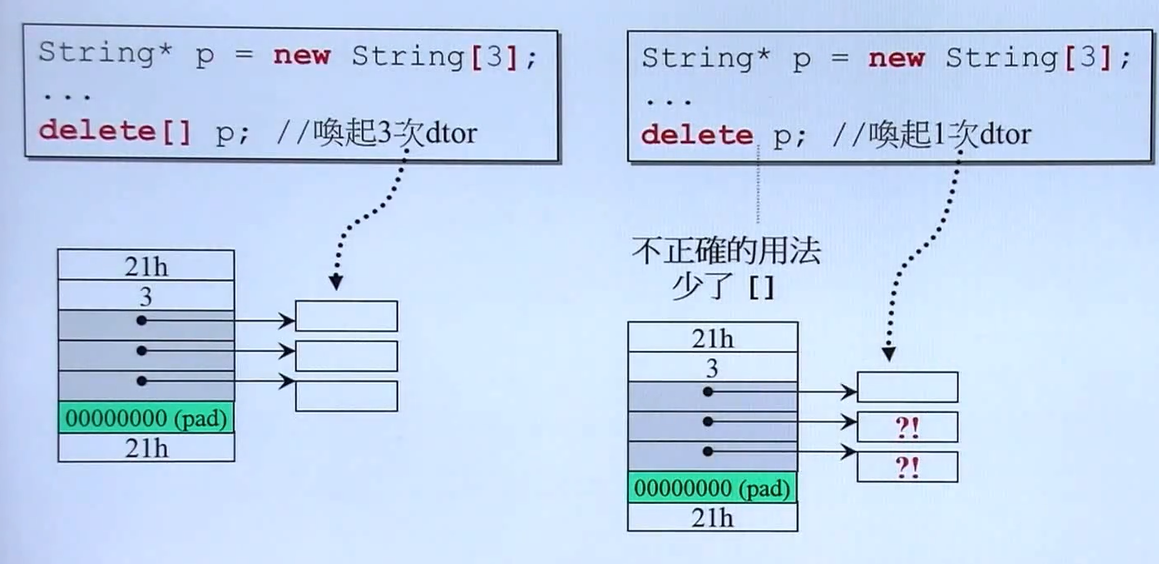 String* p = new String[3];
...
delete[] p; //喚起3次dtor
21h
3
00000000 (pad)
21h
String* p = new String[3];
...
delete p; //喚起1次dtor
不正確的用法
少了 []
21h
3
?!
?!
00000000 (pad)
21h